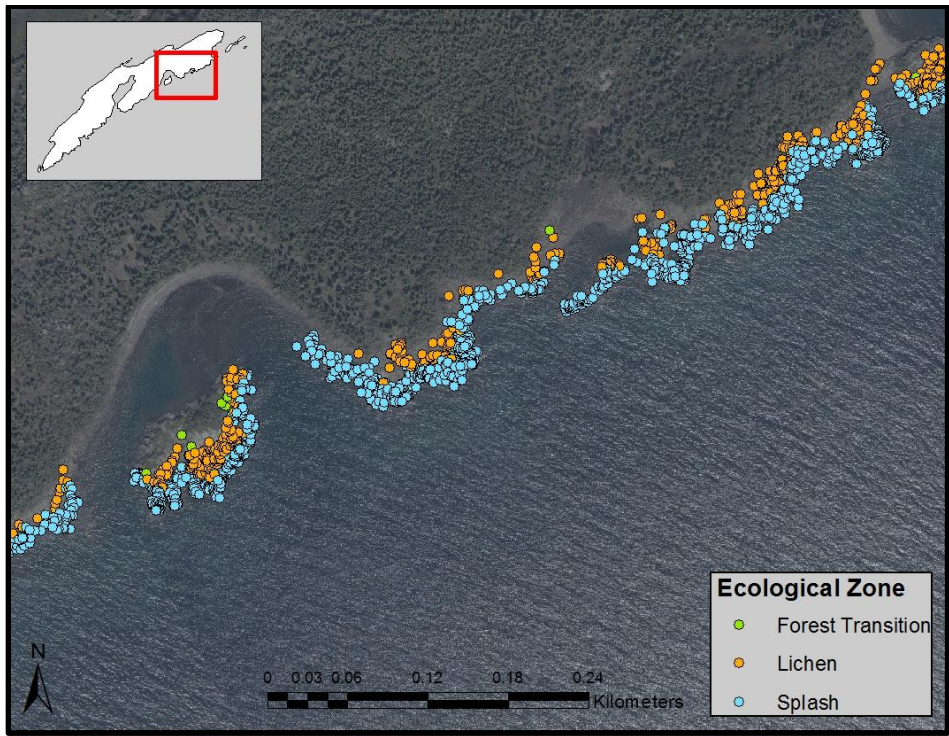 N
0 0.03 0.06 0.12 0.18 0.24
Kilometers
Ecological Zone
Forest Transition
Lichen
Splash